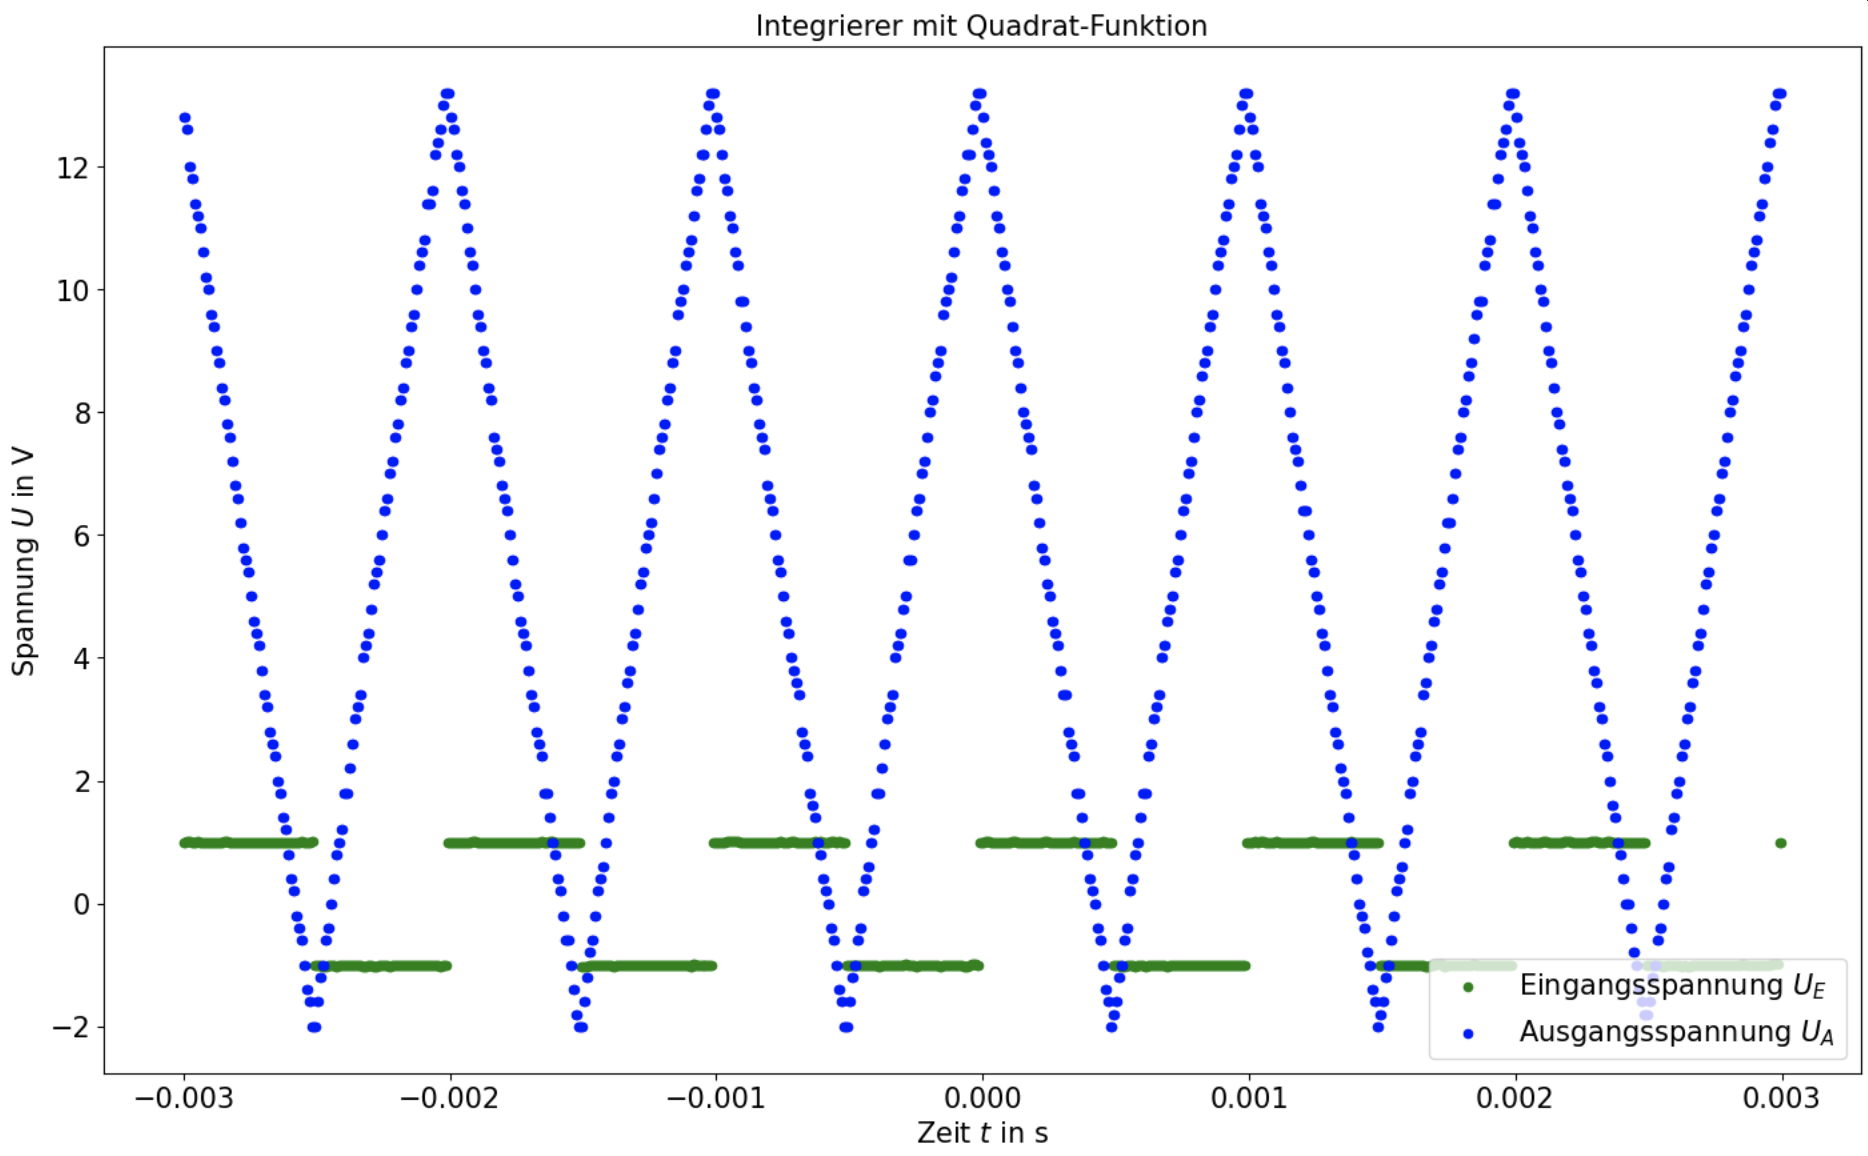 Integrierer mit Quadrat-Funktion
Spannung U in V
12
10
8
6
4
2
0
−2
−0.003 −0.002 −0.001 0.000 0.001 0.002 0.003
Zeit t in s
Eingangsspannung U_E
Ausgangsspannung U_A